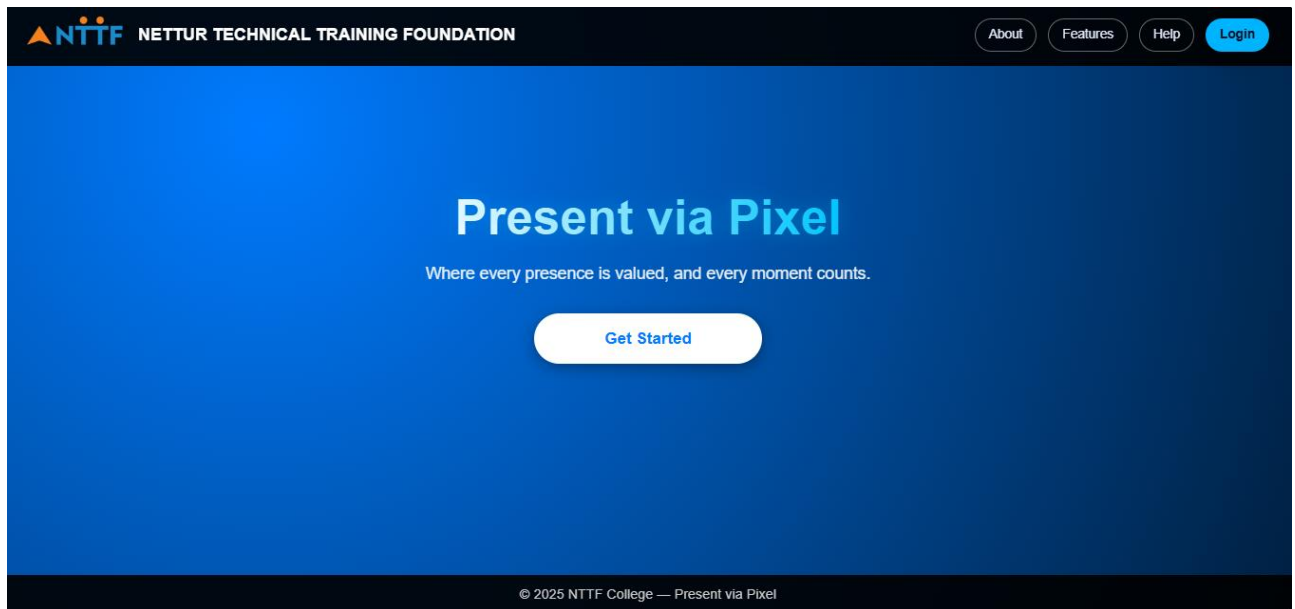 NTTF NETTUR TECHNICAL TRAINING FOUNDATION About Features Help Login
Present via Pixel
Where every presence is valued, and every moment counts.
Get Started
© 2025 NTTF College — Present via Pixel